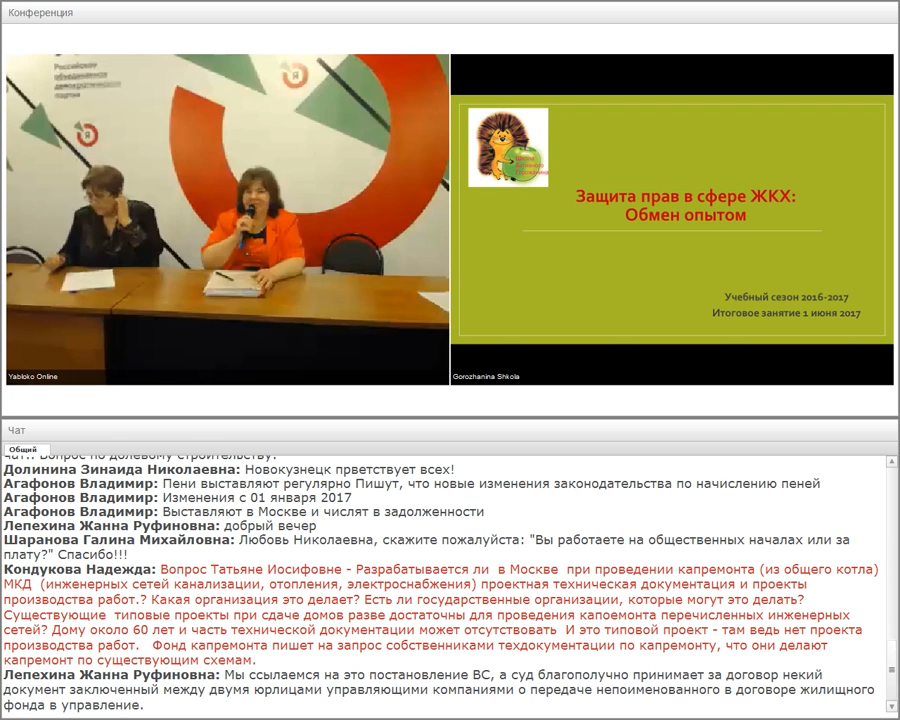 Конференция
Российская
объединённая
демократическая
партия
Я
Я
Yabloko Online
Школа
Активного
Горожанина
Защита прав в сфере ЖКХ:
Обмен опытом
Учебный сезон 2016-2017
Итоговое занятие 1 июня 2017
Gorozhanina Shkola
Чат
Общий
чат!! Вопрос по долевому строительству.
Долинина Зинаида Николаевна: Новокузнецк прветствует всех!
Агафонов Владимир: Пени выставляют регулярно Пишут, что новые изменения законодательства по начислению пеней
Агафонов Владимир: Изменения с 01 января 2017
Агафонов Владимир: Выставляют в Москве и числят в задолженности
Лепехина Жанна Руфиновна: добрый вечер
Шаранова Галина Михайловна: Любовь Николаевна, скажите пожалуйста: "Вы работаете на общественных началах или за
плату?" Спасибо!!!
Кондукова Надежда: Вопрос Татьяне Иосифовне - Разрабатывается ли в Москве при проведении капремонта (из общего котла)
МКД (инженерных сетей канализации, отопления, электроснабжения) проектная техническая документация и проекты
производства работ.? Какая организация это делает? Есть ли государственные организации, которые могут это делать?
Существующие типовые проекты при сдаче домов разве достаточны для проведения капоемонта перечисленных инженерных
сетей? Дому около 60 лет и часть технической документации может отсутствовать И это типовой проект - там ведь нет проекта
производства работ. Фонд капремонта пишет на запрос собственниками техдокументации по капремонту, что они делают
капремонт по существующим схемам.
Лепехина Жанна Руфиновна: Мы ссылаемся на это постановление ВС, а суд благополучно принимает за договор некий
документ заключенный между двумя юрлицами управляющими компаниями о передаче непоименованного в договоре жилищного
фонда в управление.